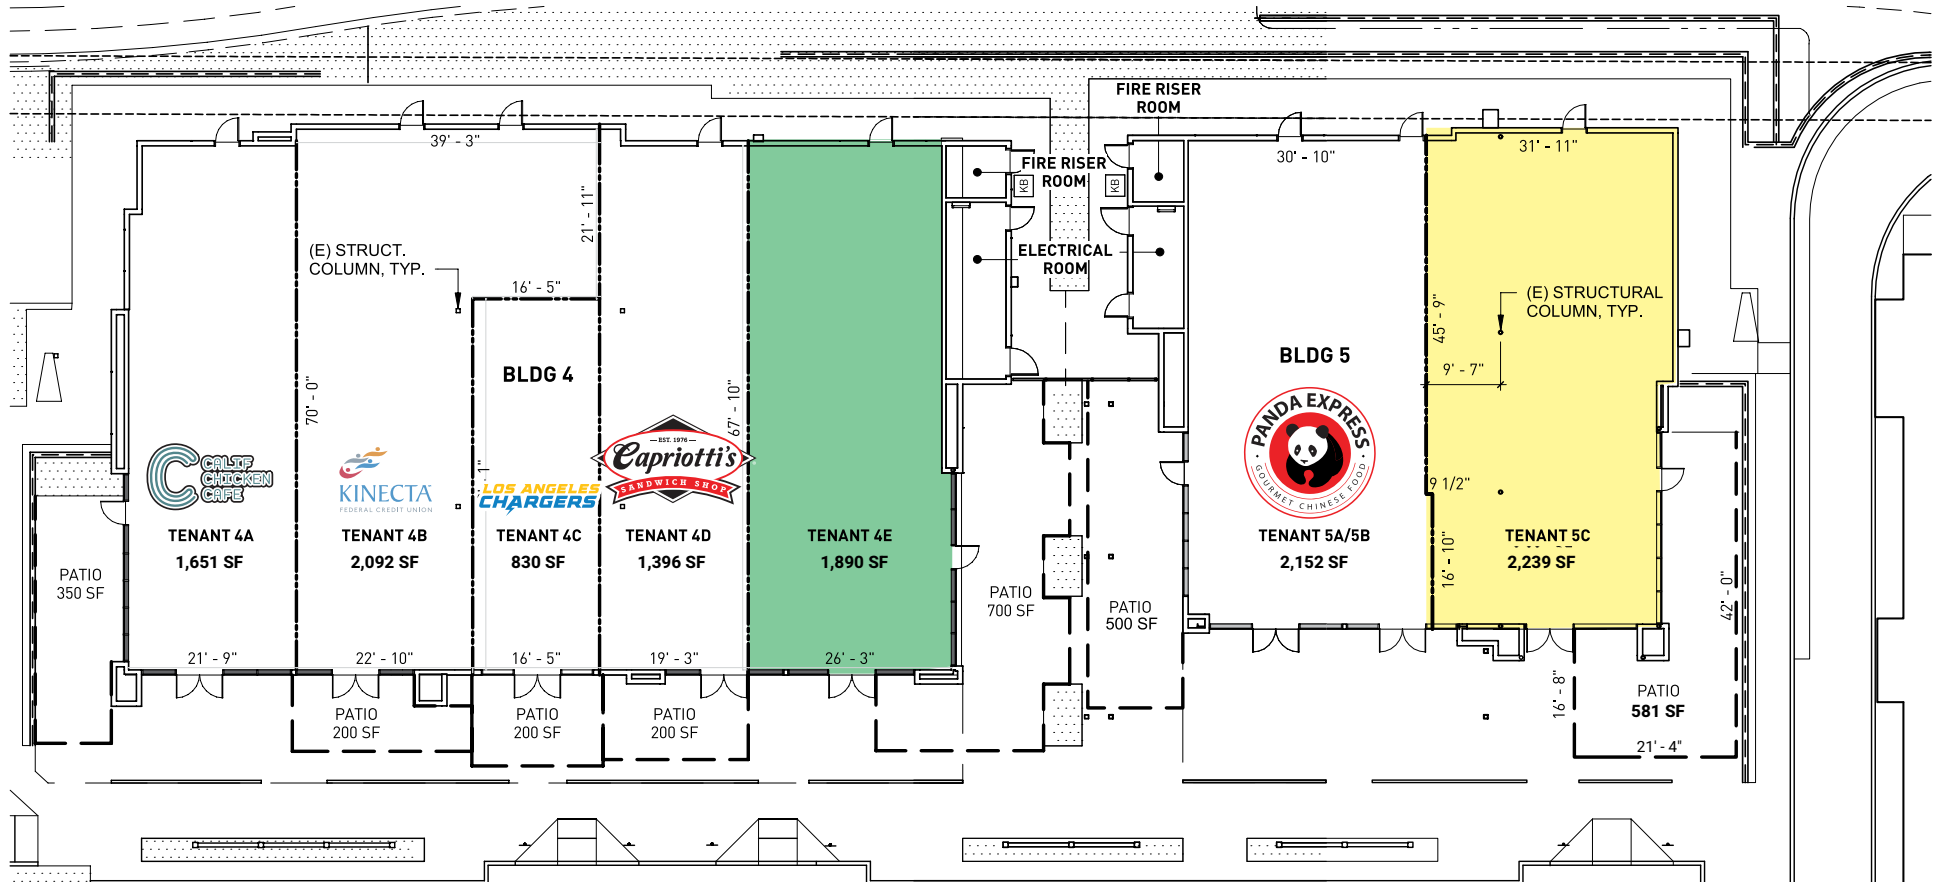 FIRE RISER
ROOM
39' - 3"
30' - 10"
31' - 11"
FIRE RISER
ROOM
KB
KB
21' - 11"
(E) STRUCT.
COLUMN, TYP.
ELECTRICAL
ROOM
16' - 5"
(E) STRUCTURAL
COLUMN, TYP.
45' - 9"
BLDG 4
BLDG 5
9' - 7"
70' - 0"
67' - 10"
CALIF
CHICKEN
CAFE
KINECTA
FEDERAL CREDIT UNION
1"
LOS ANGELES
CHARGERS
EST. 1976
Capriotti's
SANDWICH SHOP
PANDA EXPRESS
GOURMET CHINESE FOOD
9 1/2"
TENANT 4A
1,651 SF
TENANT 4B
2,092 SF
TENANT 4C
830 SF
TENANT 4D
1,396 SF
TENANT 4E
1,890 SF
TENANT 5A/5B
2,152 SF
TENANT 5C
2,239 SF
16' - 10"
PATIO
350 SF
PATIO
700 SF
PATIO
500 SF
42' - 0"
21' - 9"
22' - 10"
16' - 5"
19' - 3"
26' - 3"
PATIO
200 SF
PATIO
200 SF
PATIO
200 SF
16' - 8"
PATIO
581 SF
21' - 4"